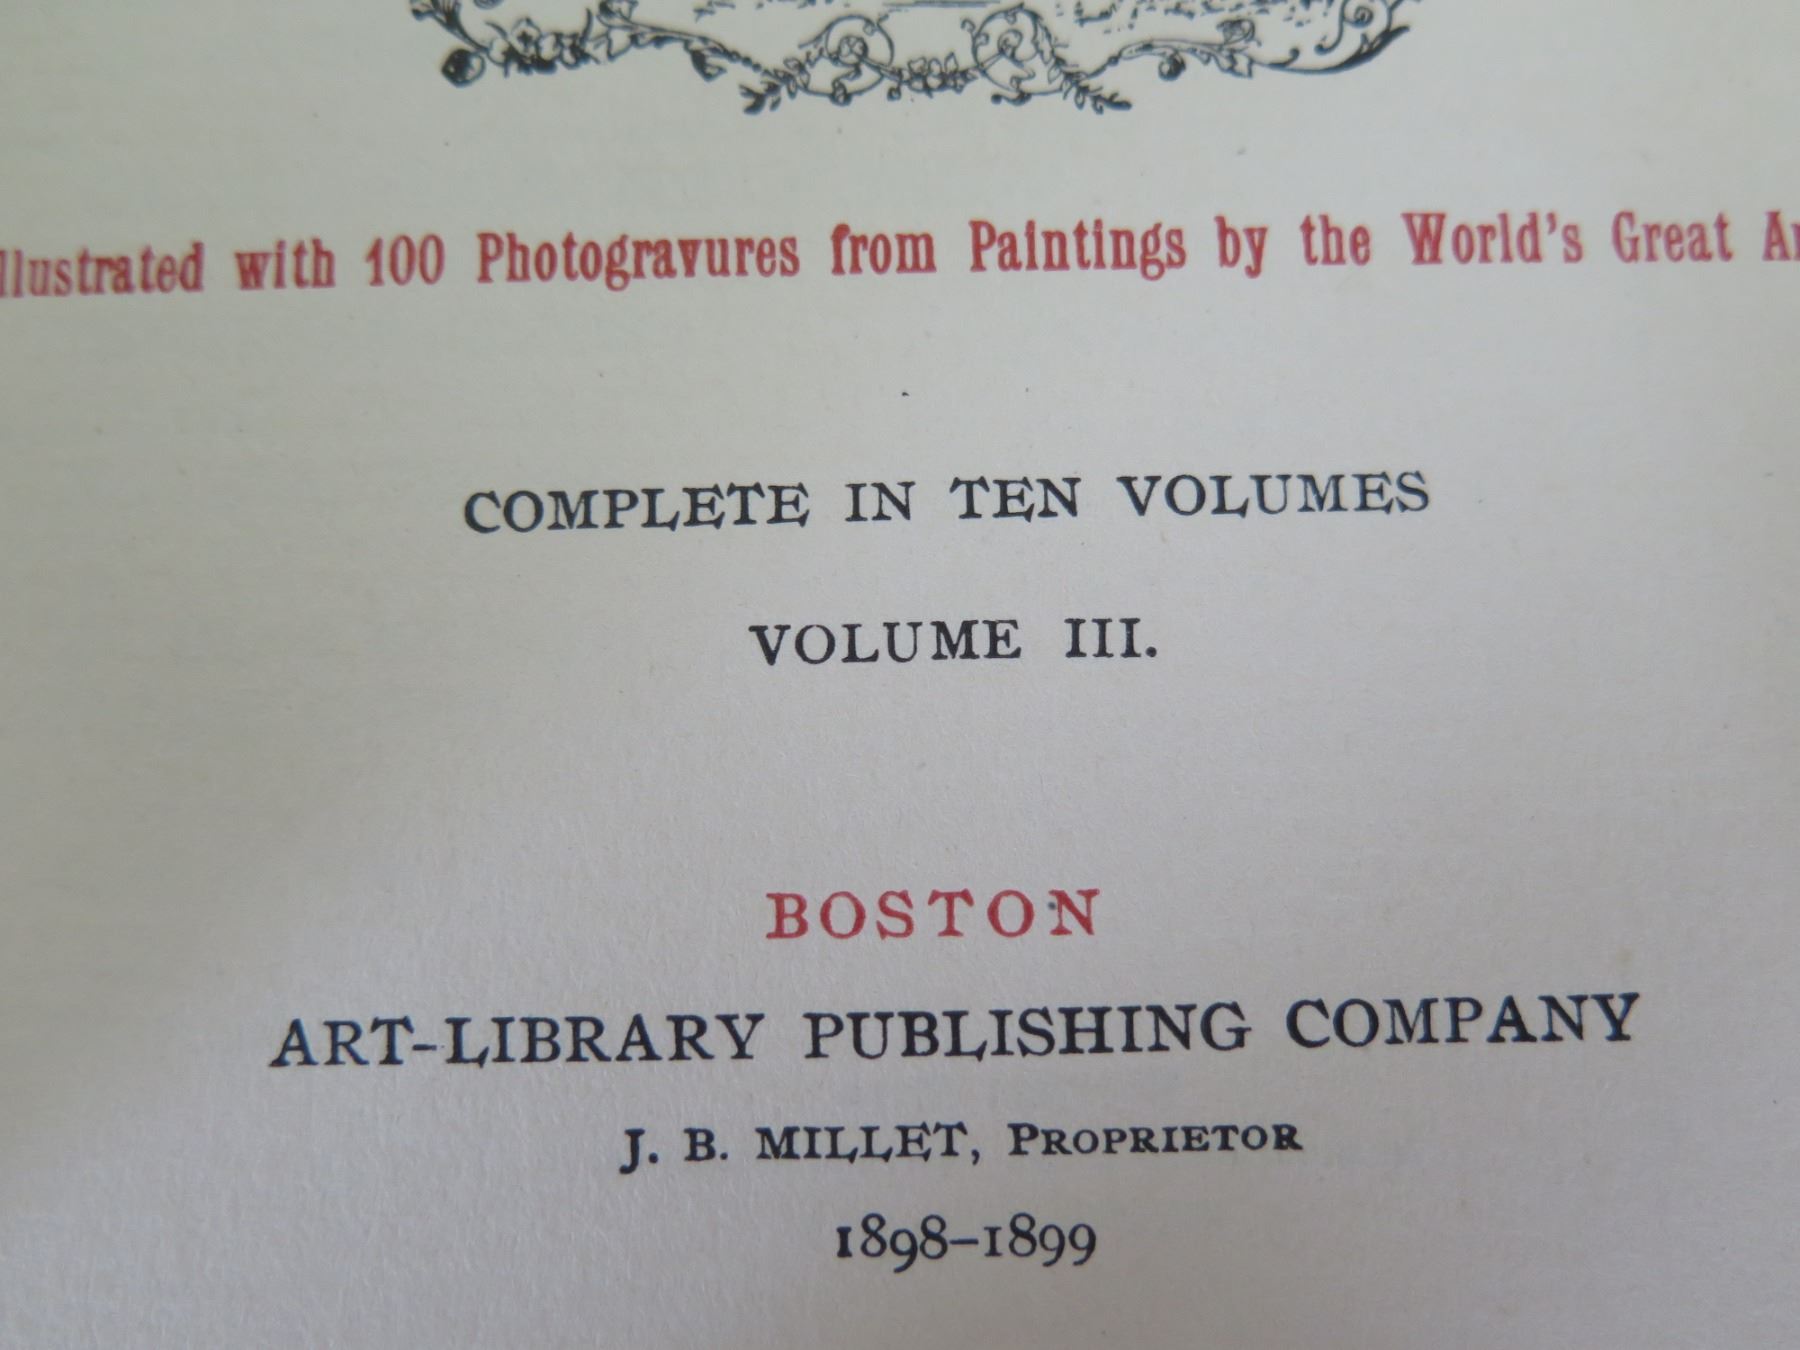 llustrated with 100 Photogravures from Paintings by the World's Great
COMPLETE IN TEN VOLUMES
VOLUME III.
BOSTON
ART-LIBRARY PUBLISHING COMPANY
J. B. MILLET, PROPRIETOR
1898–1899